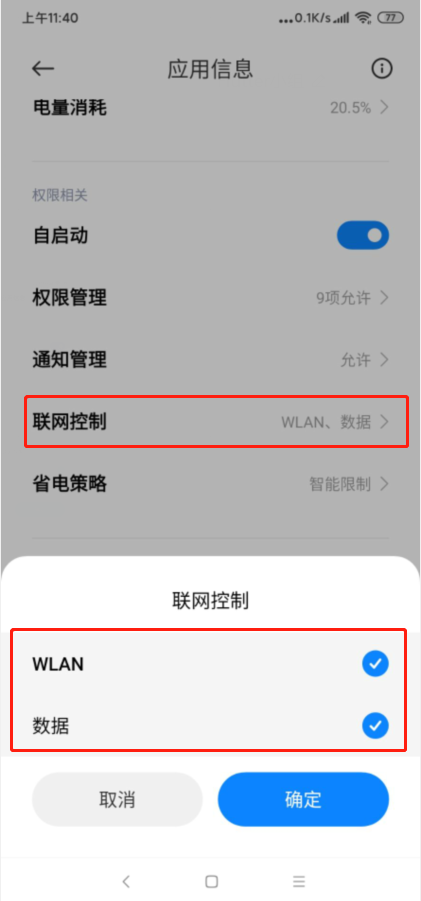 上午11:40 ...0.1K/s 77
应用信息
电量消耗 20.5%
权限相关
自启动
权限管理 9项允许
通知管理 允许
联网控制 WLAN、数据
省电策略 智能限制
联网控制
WLAN
数据
取消 确定